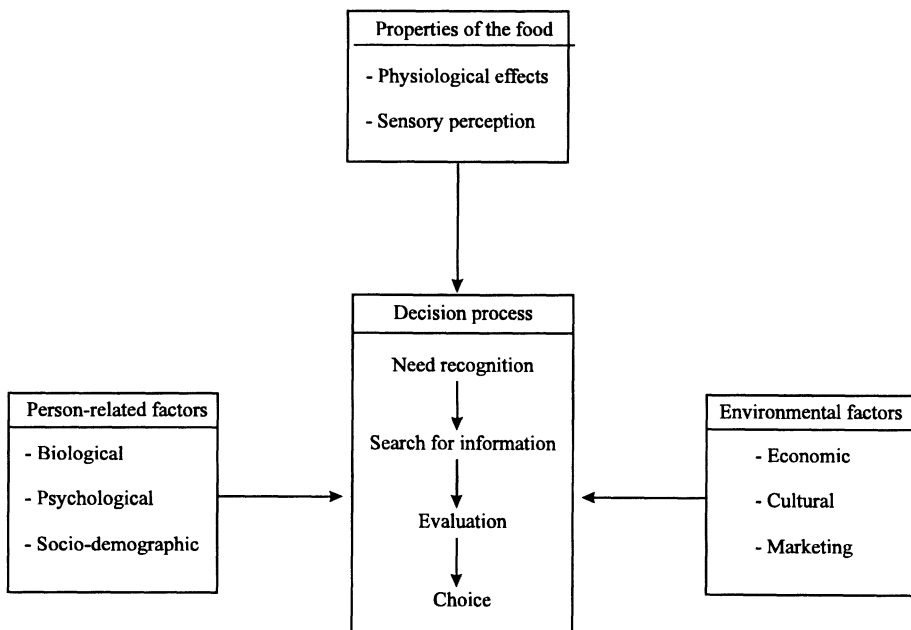 Properties of the food
- Physiological effects
- Sensory perception
Decision process
Need recognition
Search for information
Evaluation
Choice
Person-related factors
- Biological
- Psychological
- Socio-demographic
Environmental factors
- Economic
- Cultural
- Marketing